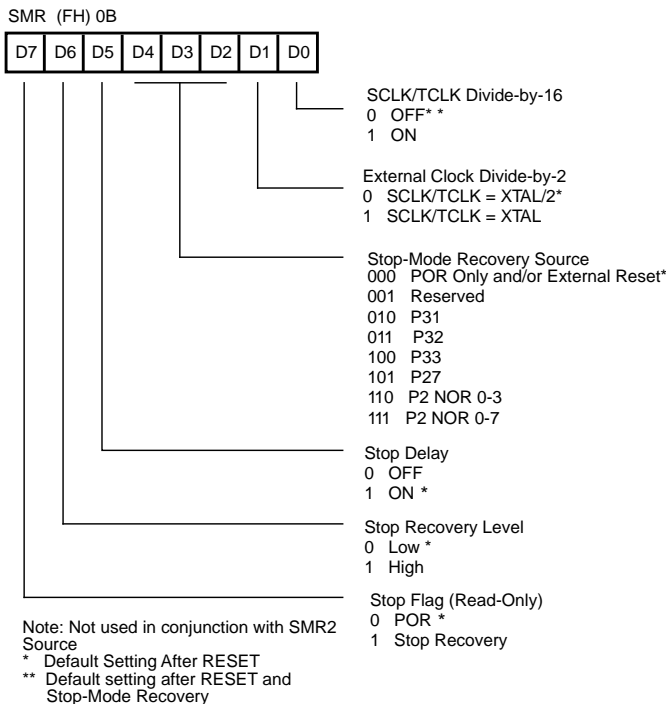 SMR (FH) 0B
D7 D6 D5 D4 D3 D2 D1 D0
SCLK/TCLK Divide-by-16
0 OFF* *
1 ON
External Clock Divide-by-2
0 SCLK/TCLK = XTAL/2*
1 SCLK/TCLK = XTAL
Stop-Mode Recovery Source
000 POR Only and/or External Reset*
001 Reserved
010 P31
011 P32
100 P33
101 P27
110 P2 NOR 0-3
111 P2 NOR 0-7
Stop Delay
0 OFF
1 ON *
Stop Recovery Level
0 Low *
1 High
Stop Flag (Read-Only)
0 POR *
1 Stop Recovery
Note: Not used in conjunction with SMR2
Source
* Default Setting After RESET
** Default setting after RESET and
Stop-Mode Recovery